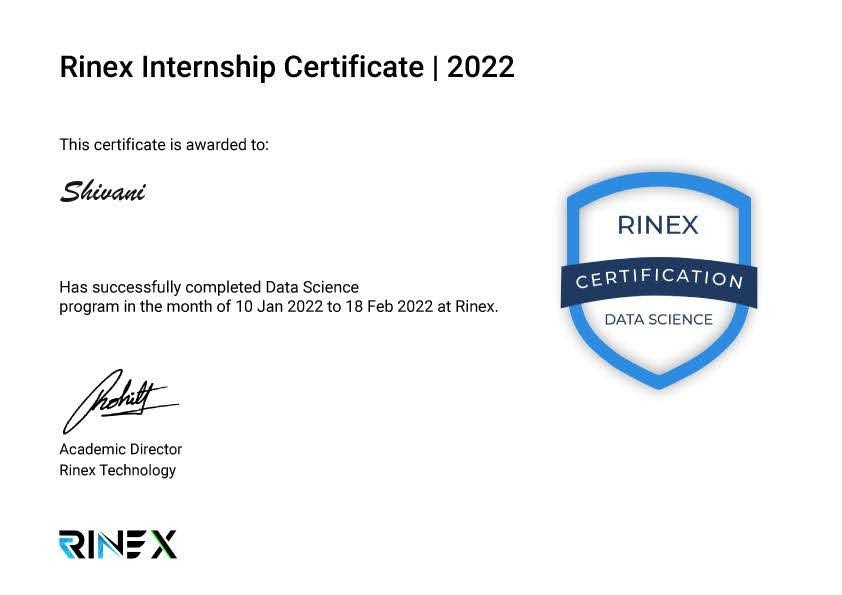 Rinex Internship Certificate | 2022
This certificate is awarded to:
Shivani
RINEX
CERTIFICATION
DATA SCIENCE
Has successfully completed Data Science
program in the month of 10 Jan 2022 to 18 Feb 2022 at Rinex.
Academic Director
Rinex Technology
RINEX